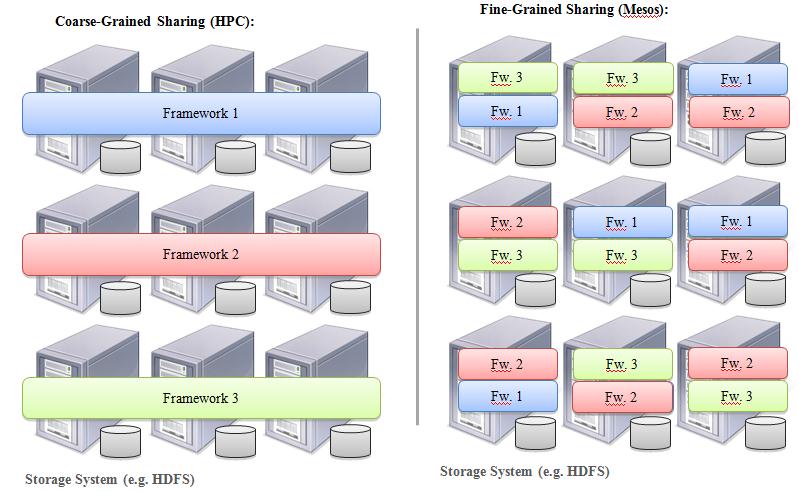 Coarse-Grained Sharing (HPC):
Framework 1
Framework 2
Framework 3
Storage System (e.g. HDFS)
Fine-Grained Sharing (Mesos):
Fw. 3 Fw. 3 Fw. 1
Fw. 1 Fw. 2 Fw. 2
Fw. 2 Fw. 1 Fw. 1
Fw. 3 Fw. 3 Fw. 2
Fw. 2 Fw. 3 Fw. 2
Fw. 1 Fw. 2 Fw. 3
Storage System (e.g. HDFS)